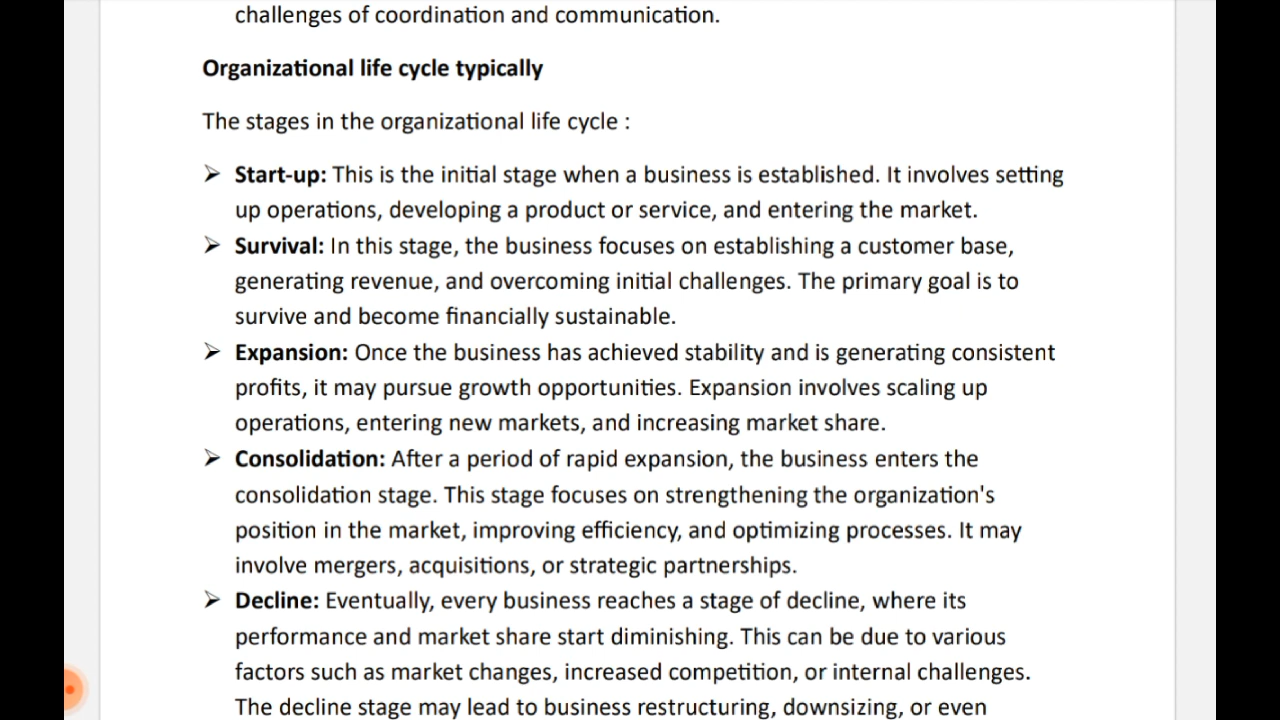 challenges of coordination and communication.
Organizational life cycle typically
The stages in the organizational life cycle :
➢ Start-up: This is the initial stage when a business is established. It involves setting
up operations, developing a product or service, and entering the market.
➢ Survival: In this stage, the business focuses on establishing a customer base,
generating revenue, and overcoming initial challenges. The primary goal is to
survive and become financially sustainable.
➢ Expansion: Once the business has achieved stability and is generating consistent
profits, it may pursue growth opportunities. Expansion involves scaling up
operations, entering new markets, and increasing market share.
➢ Consolidation: After a period of rapid expansion, the business enters the
consolidation stage. This stage focuses on strengthening the organization's
position in the market, improving efficiency, and optimizing processes. It may
involve mergers, acquisitions, or strategic partnerships.
➢ Decline: Eventually, every business reaches a stage of decline, where its
performance and market share start diminishing. This can be due to various
factors such as market changes, increased competition, or internal challenges.
The decline stage may lead to business restructuring, downsizing, or even